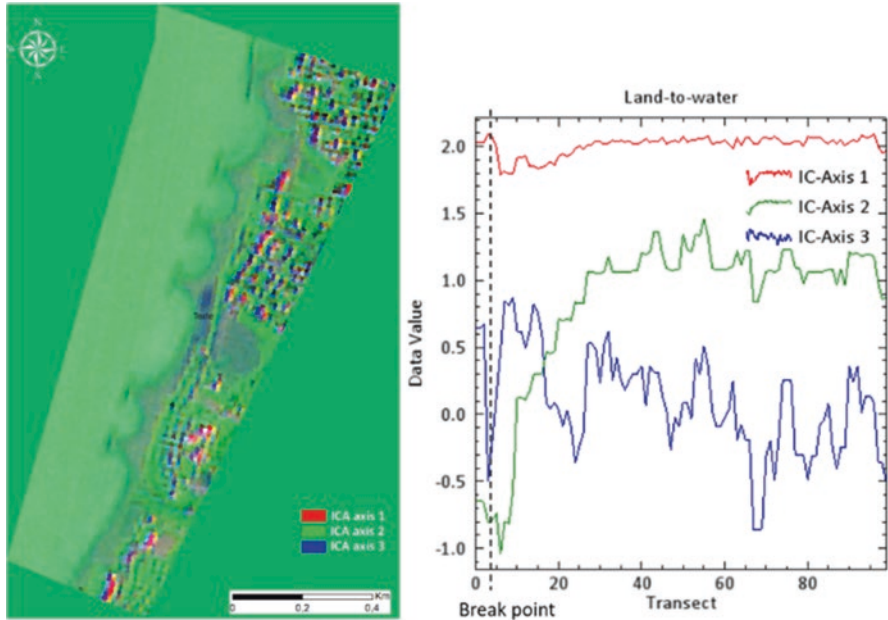 N
E
S
ICA axis 1
ICA axis 2
ICA axis 3
Km
0
0,2
0,4
Land-to-water
2.0
1.5
1.0
0.5
0.0
-0.5
-1.0
Data Value
IC-Axis 1
IC-Axis 2
IC-Axis 3
0
20
40
60
80
Break point
Transect